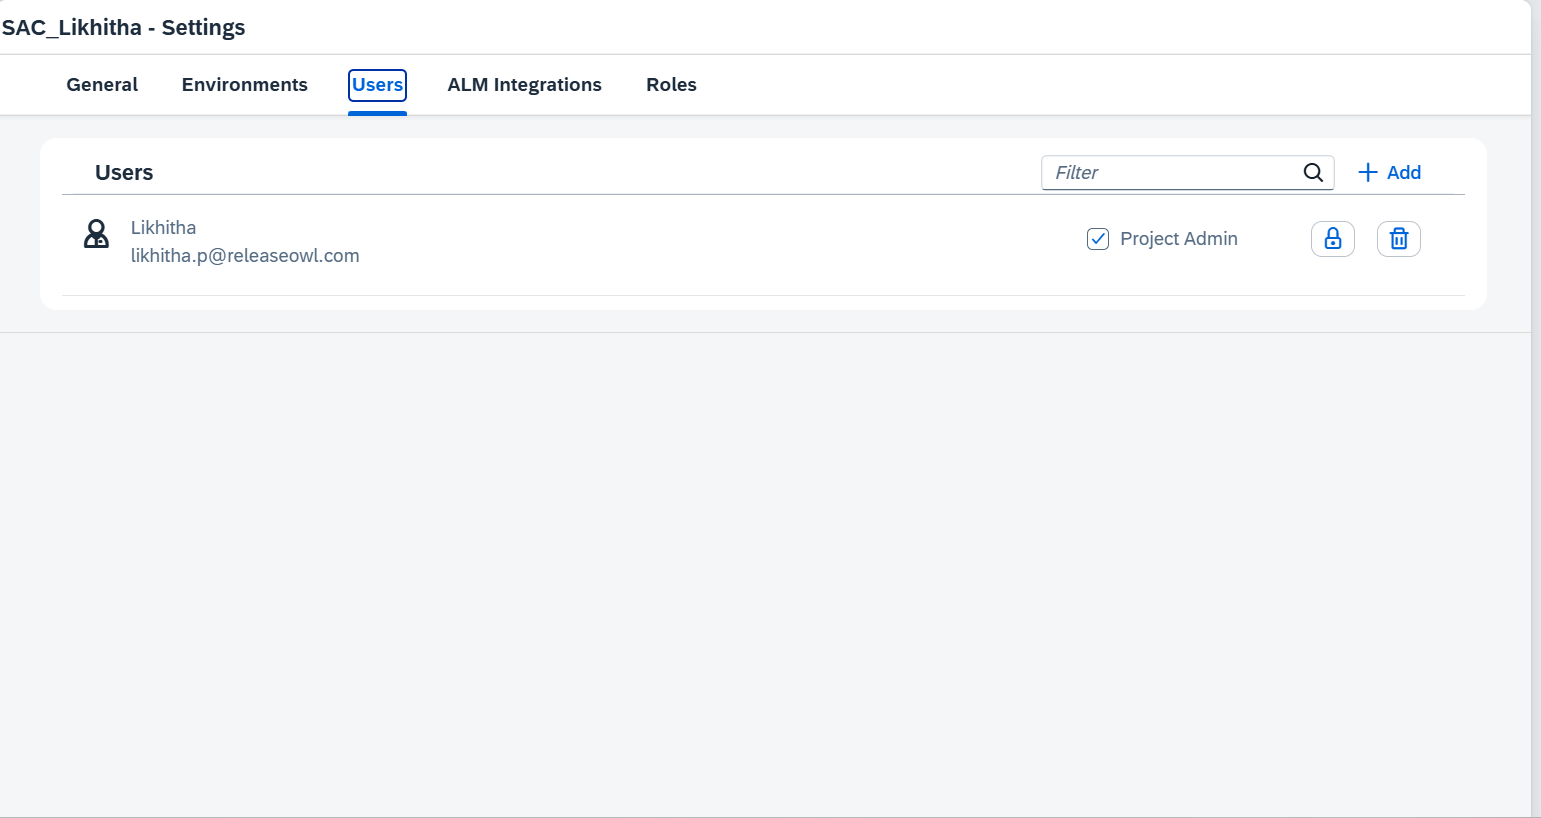 SAC_Likhitha - Settings
General Environments Users ALM Integrations Roles
Users Filter Add
Likhitha
likhitha.p@releaseowl.com
Project Admin